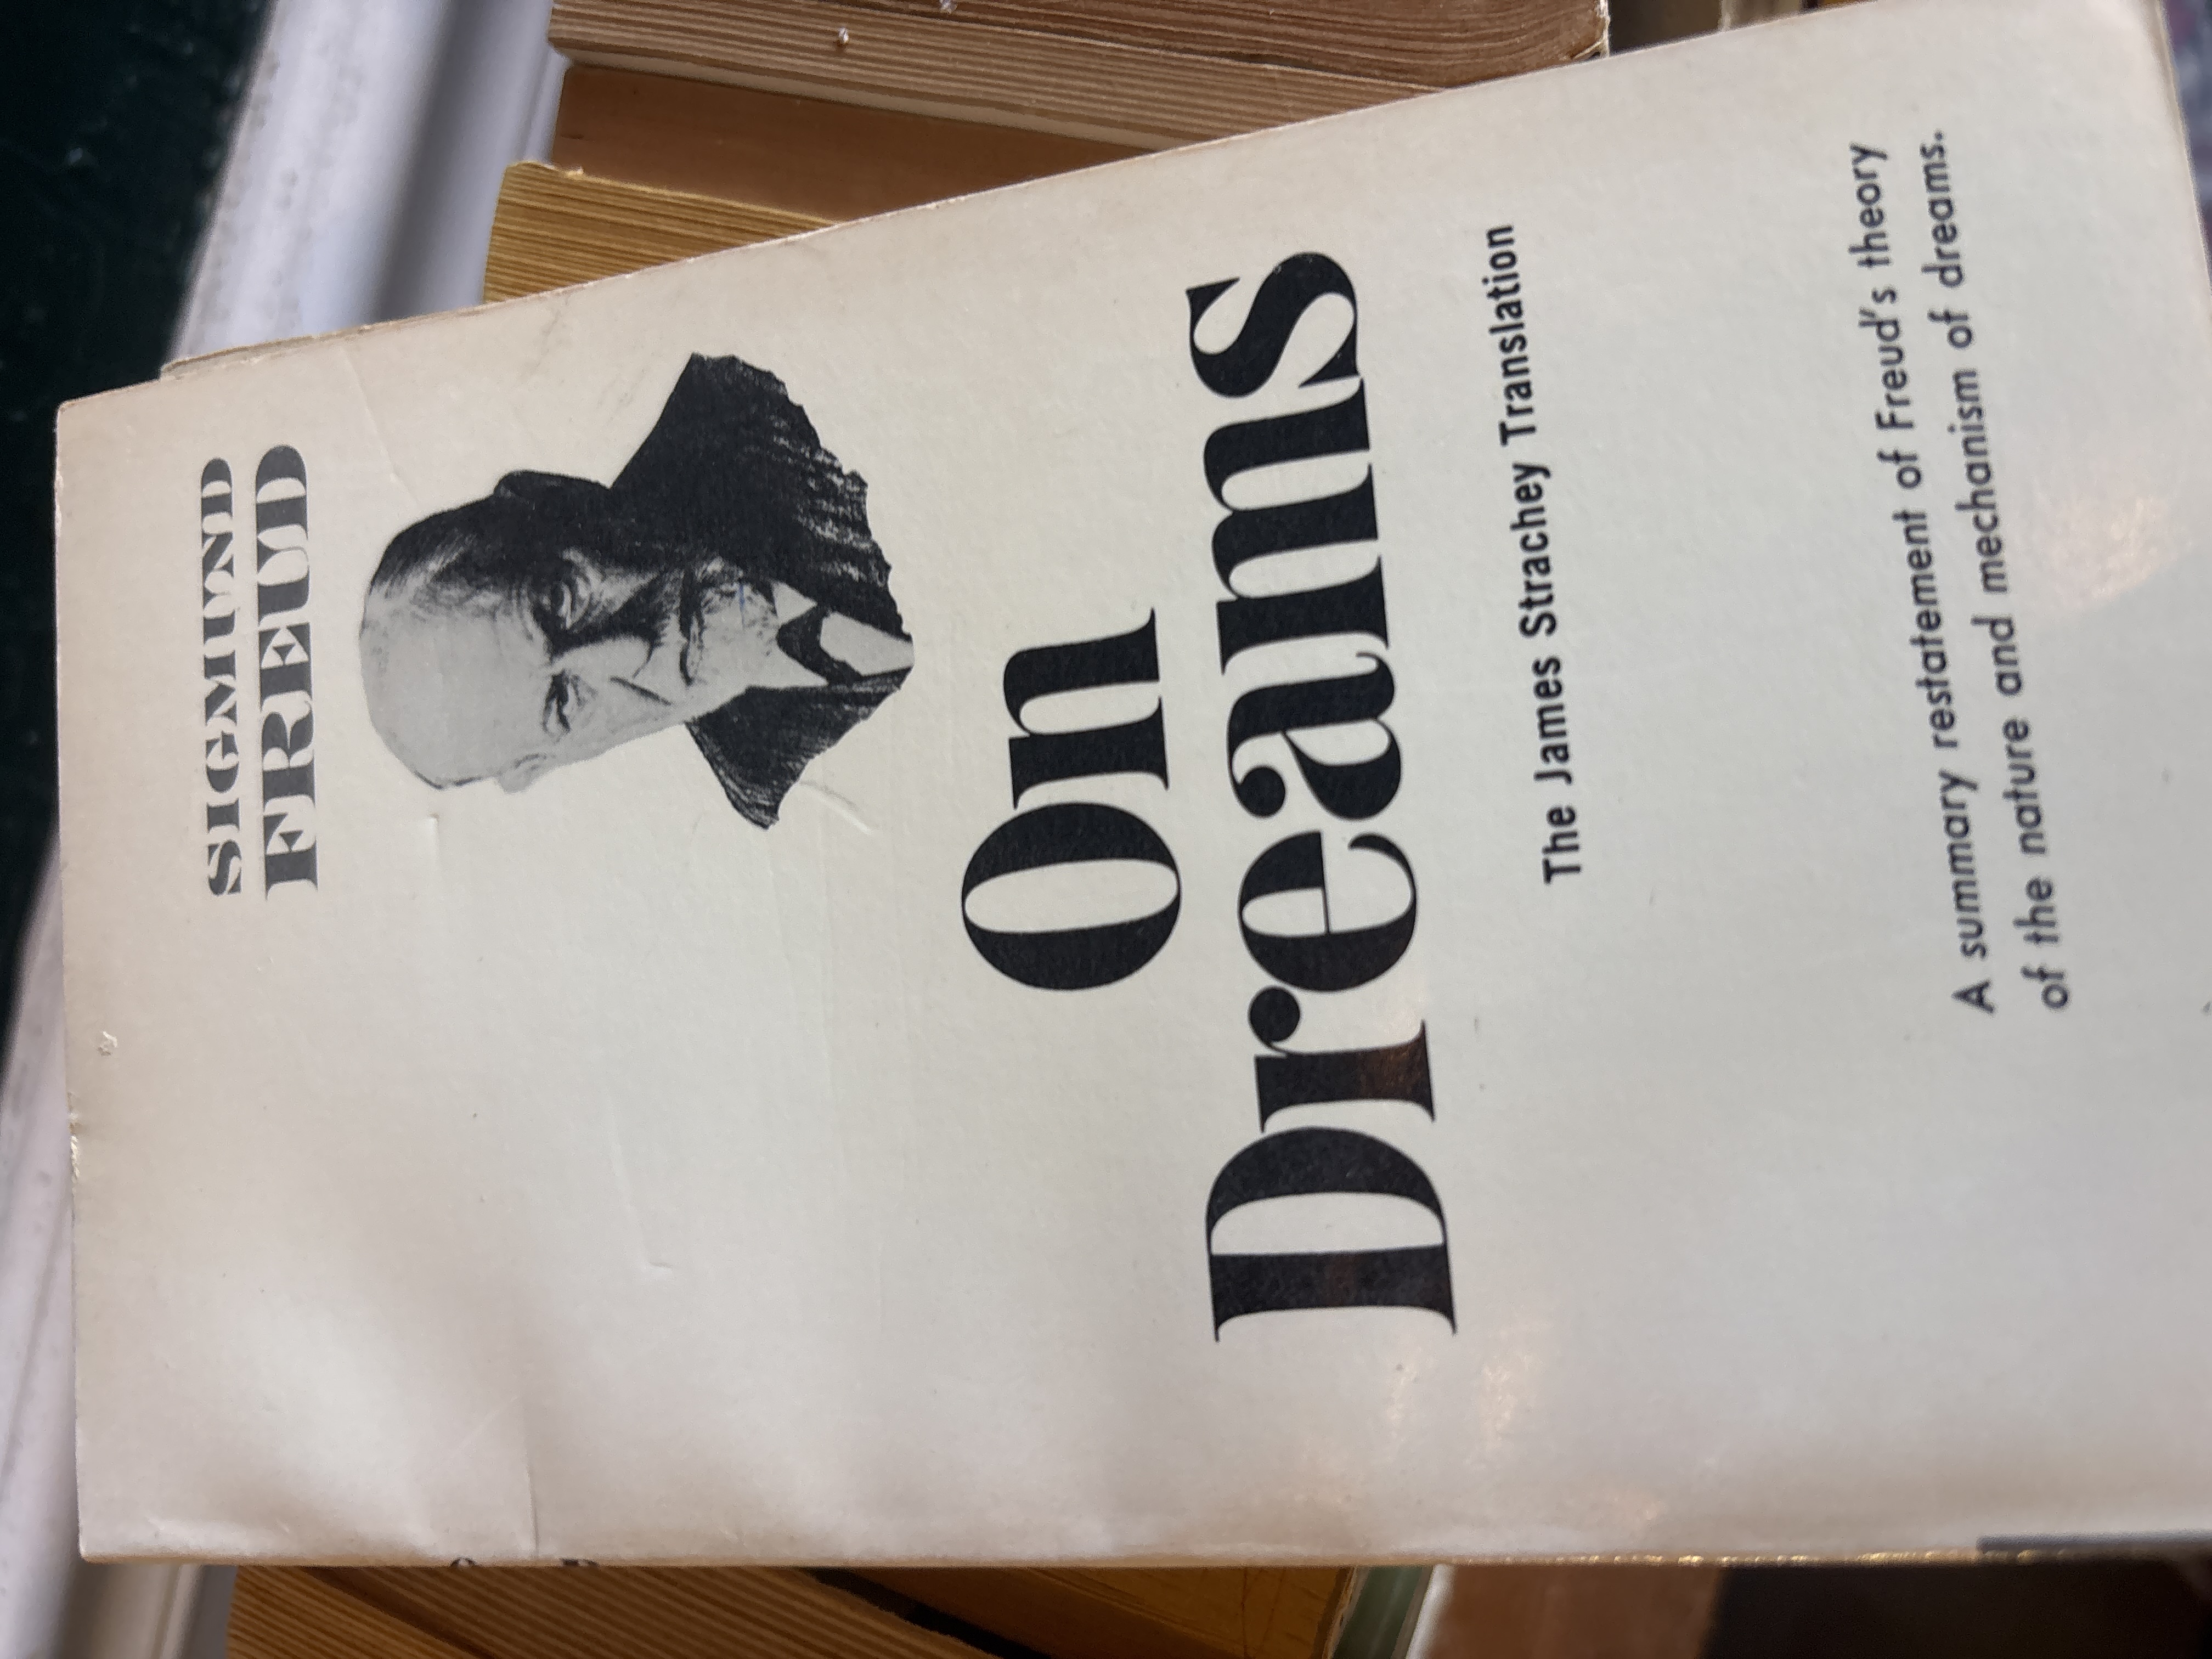 SIGMUND
FREUD
On
Dreams
The James Strachey Translation
A summary restatement of Freud's theory
of the nature and mechanism of dreams.